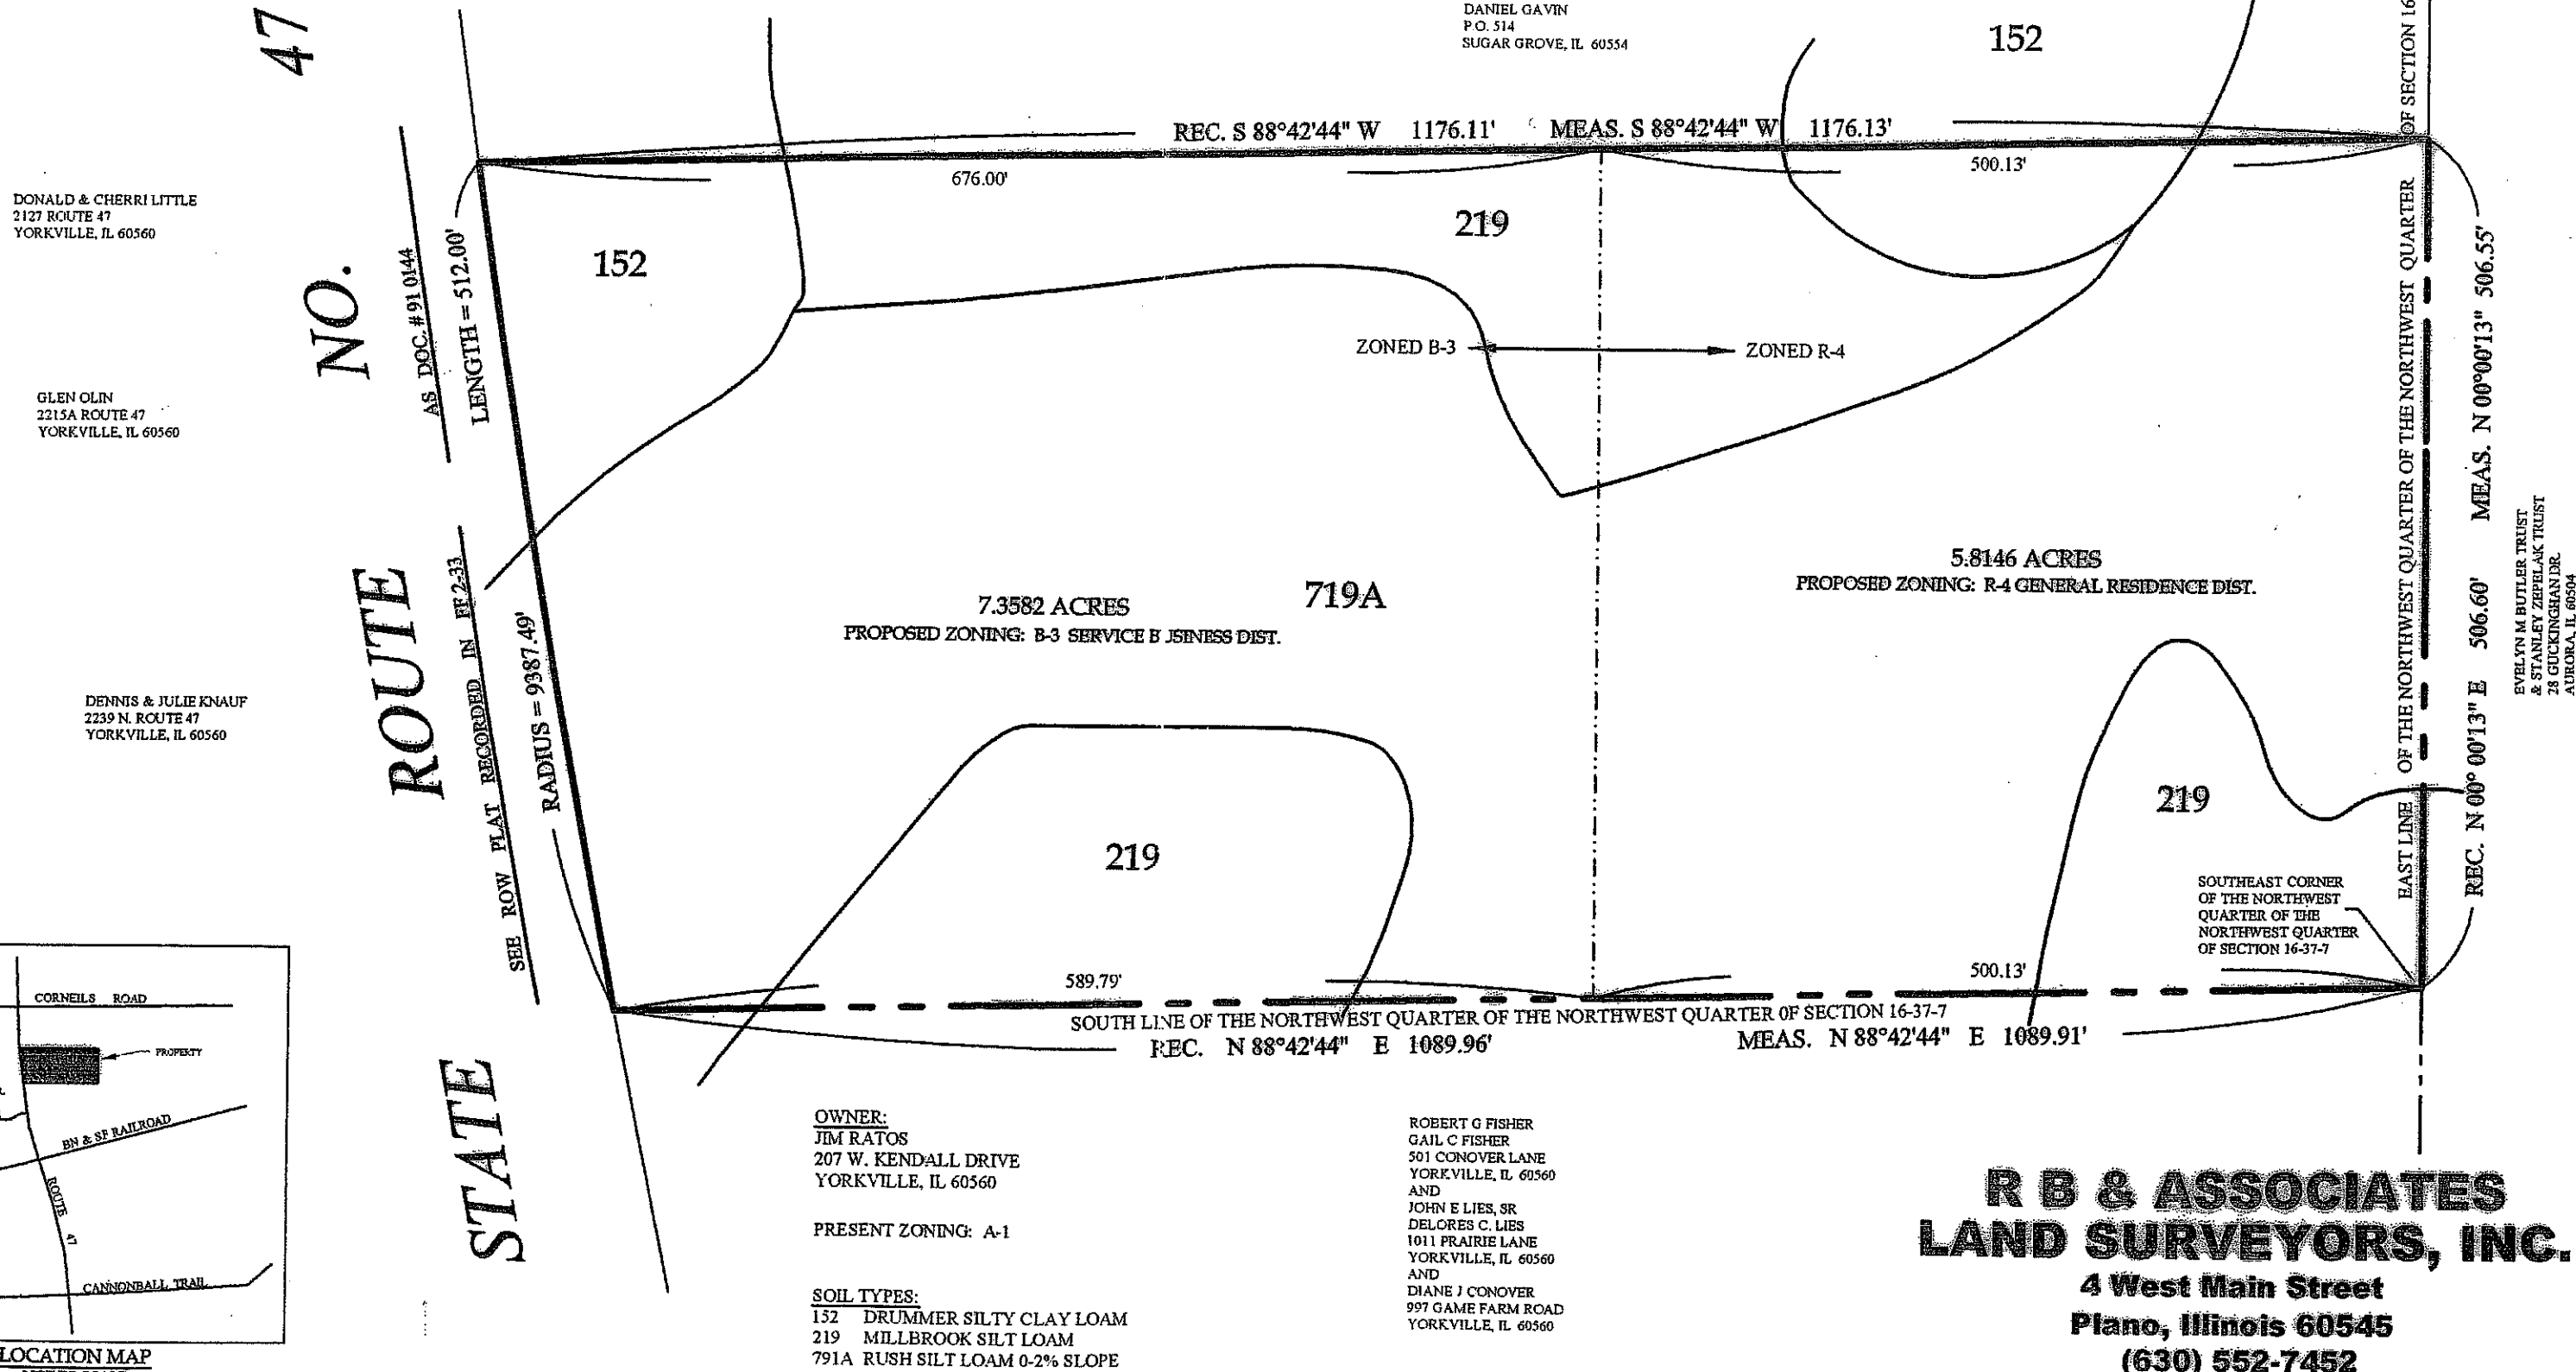 DANIEL GAVIN
P.O. 514
SUGAR GROVE, IL 60554
47
152
OF SECTION 16
REC. S 88°42'44" W 1176.11' MEAS. S 88°42'44" W 1176.13'
676.00'
500.13'
DONALD & CHERRI LITTLE
2127 ROUTE 47
YORKVILLE, IL 60560
219
152
NO.
AS DOC. # 91 0144
LENGTH = 512.00'
ZONED B-3
ZONED R-4
GLEN OLIN
2215A ROUTE 47
YORKVILLE, IL 60560
EAST LINE OF THE NORTHWEST QUARTER OF THE NORTHWEST QUARTER
REC. N 00°00'13" E 506.60' MEAS. N 00°00'13" 506.55'
EVELYN M BUTLER TRUST
& STANLEY ZEPELAK TRUST
28 GUCKINGHAN DR.
AURORA, IL 60504
5.8146 ACRES
PROPOSED ZONING: R-4 GENERAL RESIDENCE DIST.
719A
7.3582 ACRES
PROPOSED ZONING: B-3 SERVICE B JSINESS DIST.
ROUTE
SEE ROW PLAT RECORDED IN FF 2-33
RADIUS = 9387.49'
DENNIS & JULIE KNAUF
2239 N. ROUTE 47
YORKVILLE, IL 60560
219
219
SOUTHEAST CORNER
OF THE NORTHWEST
QUARTER OF THE
NORTHWEST QUARTER
OF SECTION 16-37-7
589.79'
500.13'
SOUTH LINE OF THE NORTHWEST QUARTER OF THE NORTHWEST QUARTER OF SECTION 16-37-7
REC. N 88°42'44" E 1089.96'
MEAS. N 88°42'44" E 1089.91'
CORNEILS ROAD
PROPERTY
BN & SF RAILROAD
ROUTE 47
CANNONBALL TRAIL
LOCATION MAP
STATE
OWNER:
JIM RATOS
207 W. KENDALL DRIVE
YORKVILLE, IL 60560
PRESENT ZONING: A-1
SOIL TYPES:
152 DRUMMER SILTY CLAY LOAM
219 MILLBROOK SILT LOAM
791A RUSH SILT LOAM 0-2% SLOPE
ROBERT G FISHER
GAIL C FISHER
501 CONOVER LANE
YORKVILLE, IL 60560
AND
JOHN E LIES, SR
DELORES C. LIES
1011 PRAIRIE LANE
YORKVILLE, IL 60560
AND
DIANE J CONOVER
997 GAME FARM ROAD
YORKVILLE, IL 60560
R B & ASSOCIATES
LAND SURVEYORS, INC.
4 West Main Street
Plano, Illinois 60545
(630) 552-7452